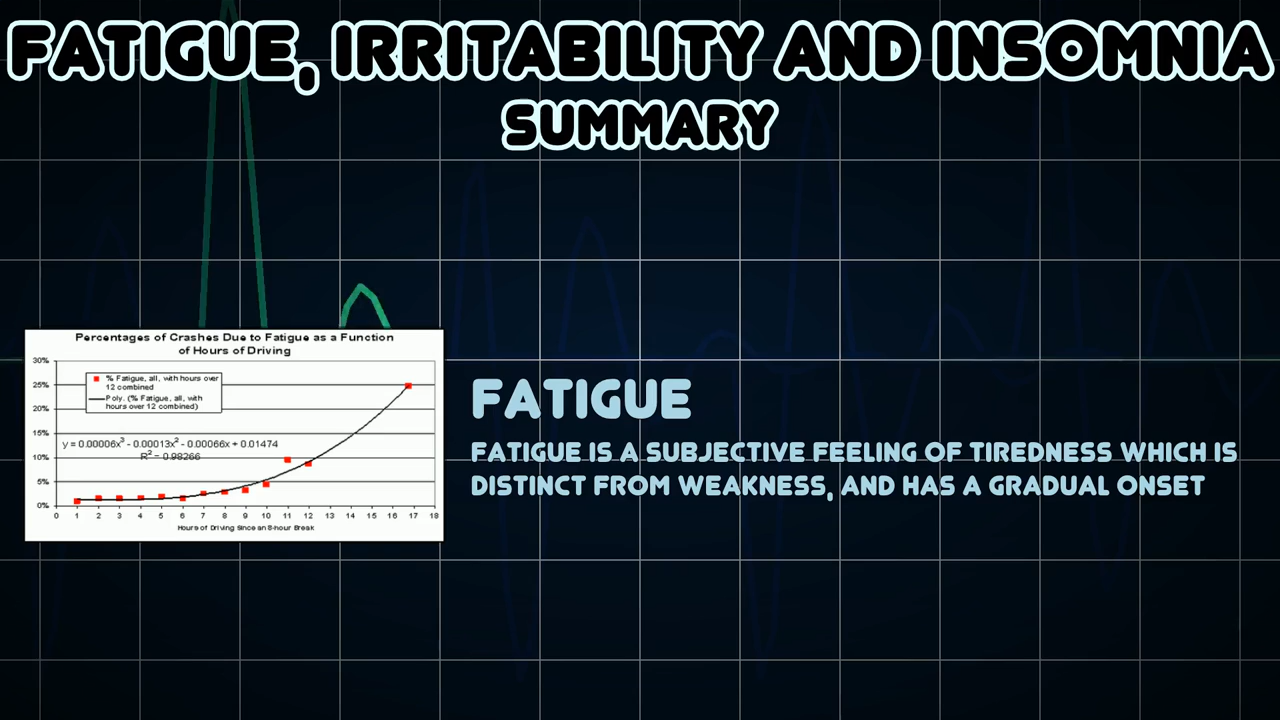 FATIGUE, IRRITABILITY AND INSOMNIA
SUMMARY
Percentages of Crashes Due to Fatigue as a Function
of Hours of Driving
30%
25%
20%
15%
10%
5%
0%
% Fatigue, all, with hours over
12 combined
Poly. (% Fatigue, all, with
hours over 12 combined)
y = 0.00006x³ - 0.00013x² - 0.00066x + 0.01474
R² = 0.98266
0 1 2 3 4 5 6 7 8 9 10 11 12 13 14 15 16 17 18
Hours of Driving Since an 8-hour Break
FATIGUE
FATIGUE IS A SUBJECTIVE FEELING OF TIREDNESS WHICH IS
DISTINCT FROM WEAKNESS, AND HAS A GRADUAL ONSET